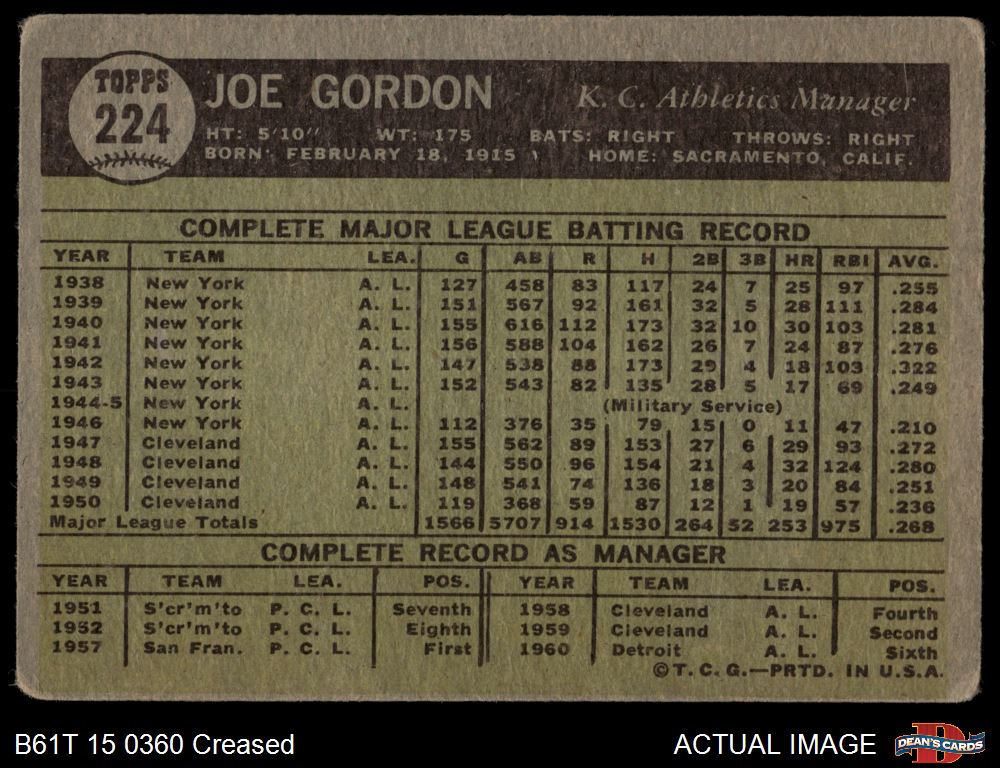 TOPPS
224
JOE GORDON K. C. Athletics Manager
HT: 5'10" WT: 175 BATS: RIGHT THROWS: RIGHT
BORN: FEBRUARY 18, 1915 HOME: SACRAMENTO, CALIF.
COMPLETE MAJOR LEAGUE BATTING RECORD
YEAR TEAM LEA. G AB R H 2B 3B HR RBI AVG.
1938 New York A. L. 127 458 83 117 24 7 25 97 .255
1939 New York A. L. 151 567 92 161 32 5 28 111 .284
1940 New York A. L. 155 616 112 173 32 10 30 103 .281
1941 New York A. L. 156 588 104 162 26 7 24 87 .276
1942 New York A. L. 147 538 88 173 29 4 18 103 .322
1943 New York A. L. 152 543 82 135 28 5 17 69 .249
1944-5 New York A. L. (Military Service)
1946 New York A. L. 112 376 35 79 15 0 11 47 .210
1947 Cleveland A. L. 155 562 89 153 27 6 29 93 .272
1948 Cleveland A. L. 144 550 96 154 21 4 32 124 .280
1949 Cleveland A. L. 148 541 74 136 18 3 20 84 .251
1950 Cleveland A. L. 119 368 59 87 12 1 19 57 .236
Major League Totals 1566 5707 914 1530 264 52 253 975 .268
COMPLETE RECORD AS MANAGER
YEAR TEAM LEA. POS. YEAR TEAM LEA. POS.
1951 S'cr'm'to P. C. L. Seventh 1958 Cleveland A. L. Fourth
1952 S'cr'm'to P. C. L. Eighth 1959 Cleveland A. L. Second
1957 San Fran. P. C. L. First 1960 Detroit A. L. Sixth
©T. C. G.—PRTD. IN U.S.A.
B61T 15 0360 Creased ACTUAL IMAGE
D
DEAN'S CARDS